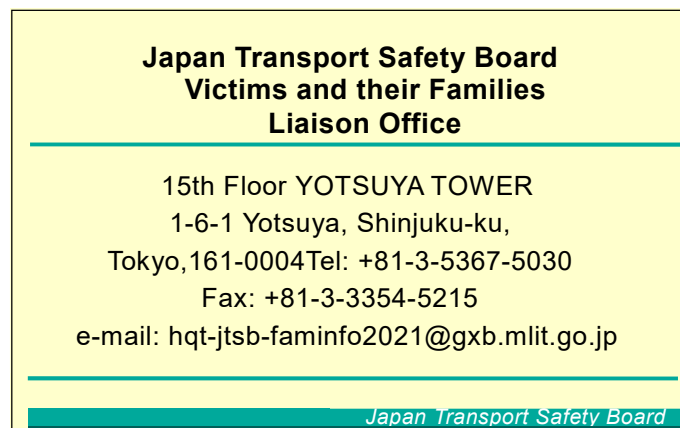 Japan Transport Safety Board
Victims and their Families
Liaison Office
15th Floor YOTSUYA TOWER
1-6-1 Yotsuya, Shinjuku-ku,
Tokyo,161-0004Tel: +81-3-5367-5030
Fax: +81-3-3354-5215
e-mail: hqt-jtsb-faminfo2021@gxb.mlit.go.jp
Japan Transport Safety Board